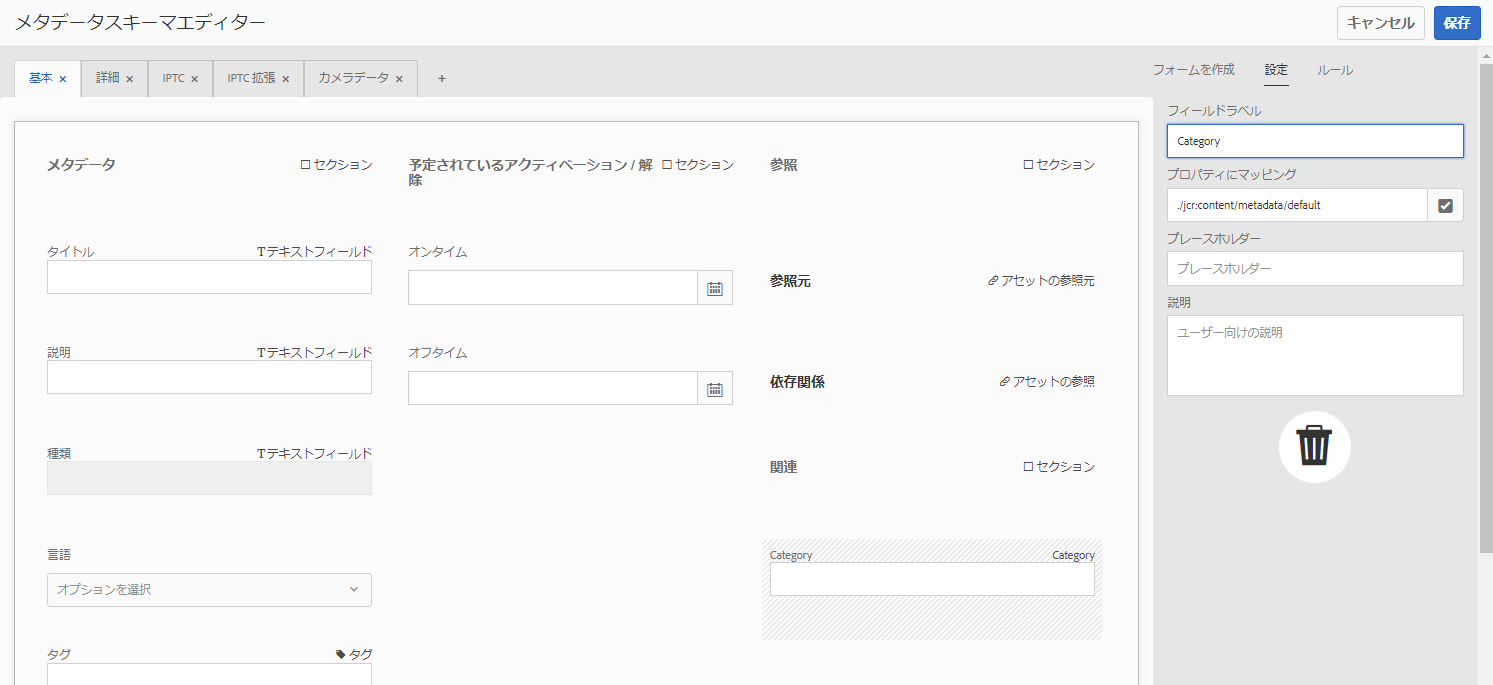 メタデータスキーマエディター
キャンセル
保存
基本 ×
詳細 ×
IPTC ×
IPTC 拡張 ×
カメラデータ ×
+
フォームを作成
設定
ルール
メタデータ
セクション
タイトル
Tテキストフィールド
説明
Tテキストフィールド
種類
Tテキストフィールド
言語
オプションを選択
タグ
タグ
予定されているアクティベーション / 解
除
セクション
オンタイム
オフタイム
参照
セクション
参照元
アセットの参照元
依存関係
アセットの参照
関連
セクション
Category
Category
フィールドラベル
Category
プロパティにマッピング
./jcr:content/metadata/default
プレースホルダー
プレースホルダー
説明
ユーザー向けの説明